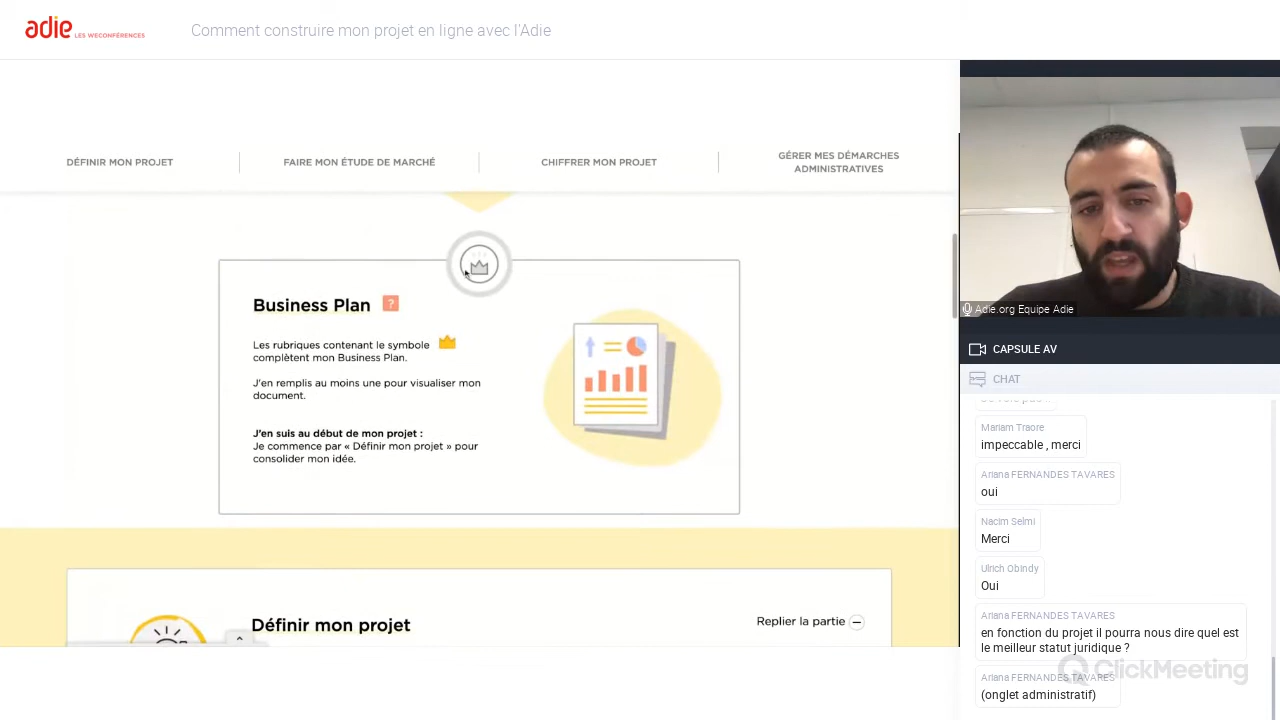 adie LES WECONFÉRENCES
Comment construire mon projet en ligne avec l'Adie
DÉFINIR MON PROJET
FAIRE MON ÉTUDE DE MARCHÉ
CHIFFRER MON PROJET
GÉRER MES DÉMARCHES
ADMINISTRATIVES
Business Plan ?
Les rubriques contenant le symbole
complètent mon Business Plan.
J'en remplis au moins une pour visualiser mon
document.
J'en suis au début de mon projet :
Je commence par « Définir mon projet » pour
consolider mon idée.
Définir mon projet
Replier la partie
Adie.org Equipe Adie
CAPSULE AV
CHAT
Mariam Traore
impeccable , merci
Ariana FERNANDES TAVARES
oui
Nacim Selmi
Merci
Ulrich Obindy
Oui
Ariana FERNANDES TAVARES
en fonction du projet il pourra nous dire quel est
le meilleur statut juridique ?
Ariana FERNANDES TAVARES
(onglet administratif)
ClickMeeting